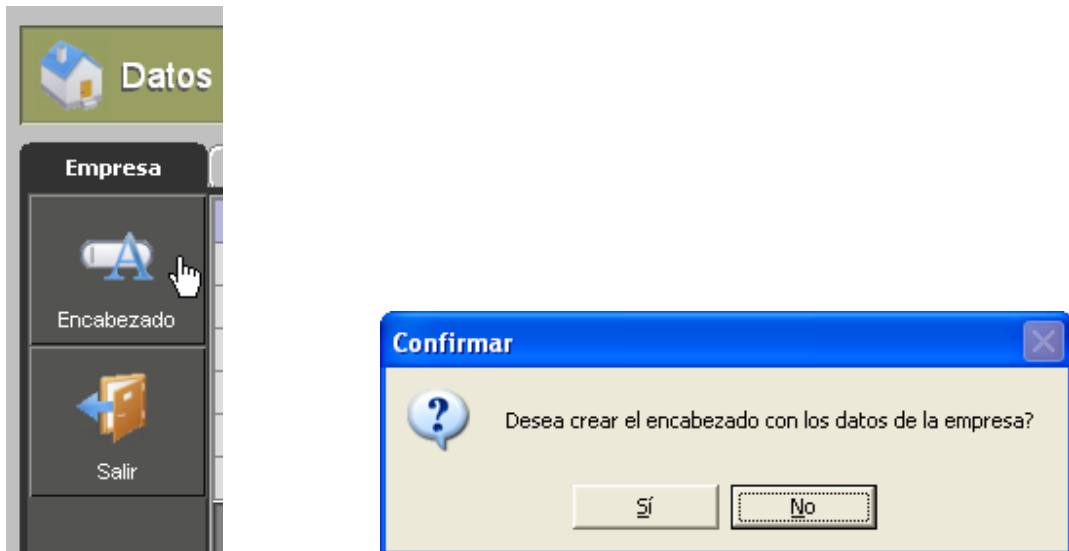 Datos
Empresa
Encabezado
Salir
Confirmar
Desea crear el encabezado con los datos de la empresa?
Sí
No